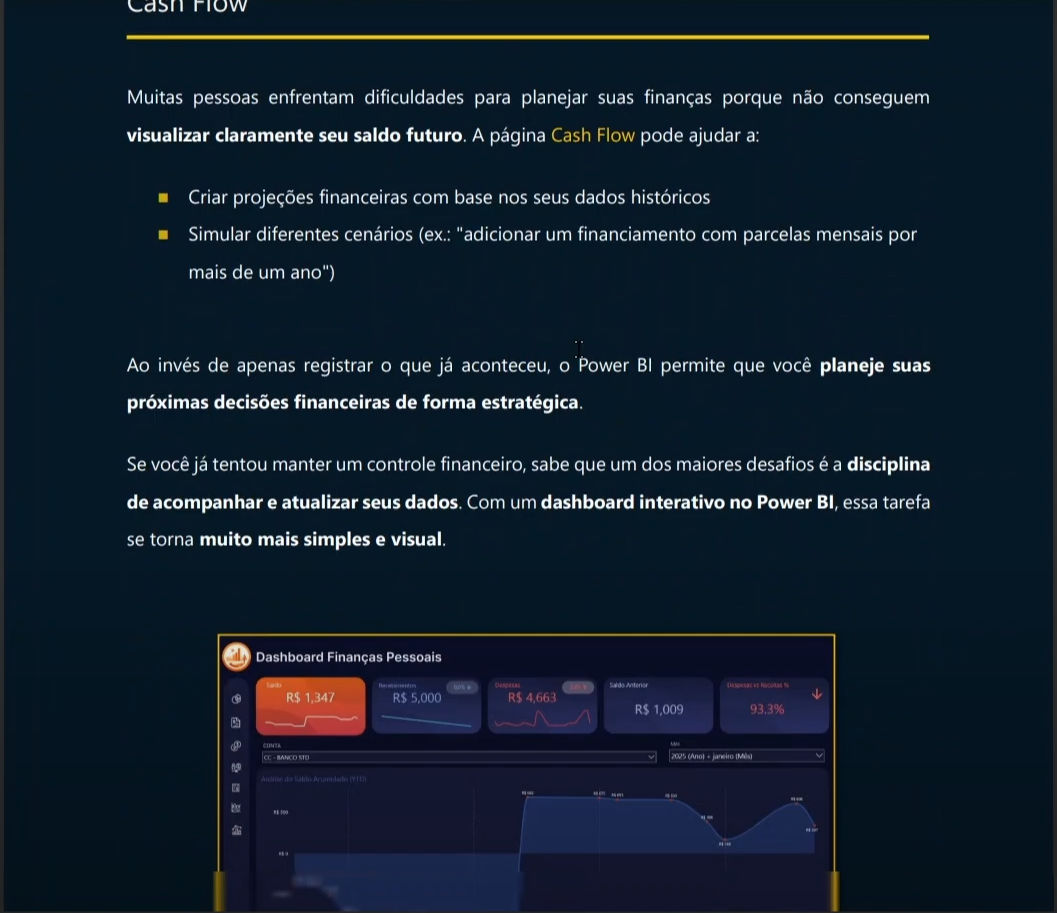 Cash Flow
Muitas pessoas enfrentam dificuldades para planejar suas finanças porque não conseguem
visualizar claramente seu saldo futuro. A página Cash Flow pode ajudar a:
Criar projeções financeiras com base nos seus dados históricos
Simular diferentes cenários (ex.: "adicionar um financiamento com parcelas mensais por
mais de um ano")
Ao invés de apenas registrar o que já aconteceu, o Power BI permite que você planeje suas
próximas decisões financeiras de forma estratégica.
Se você já tentou manter um controle financeiro, sabe que um dos maiores desafios é a disciplina
de acompanhar e atualizar seus dados. Com um dashboard interativo no Power BI, essa tarefa
se torna muito mais simples e visual.
Dashboard Finanças Pessoais
Saldo
R$ 1,347
Recebimentos
R$ 5,000
Despesas
R$ 4,663
Saldo Anterior
R$ 1,009
Despesas vs Receitas %
93,3%
CONTA
CC - BANCO STD
Mês
2025 (Ano) + janeiro (Mês)
Análise do Saldo Acumulado (YTD)
R$ 500
R$ 0